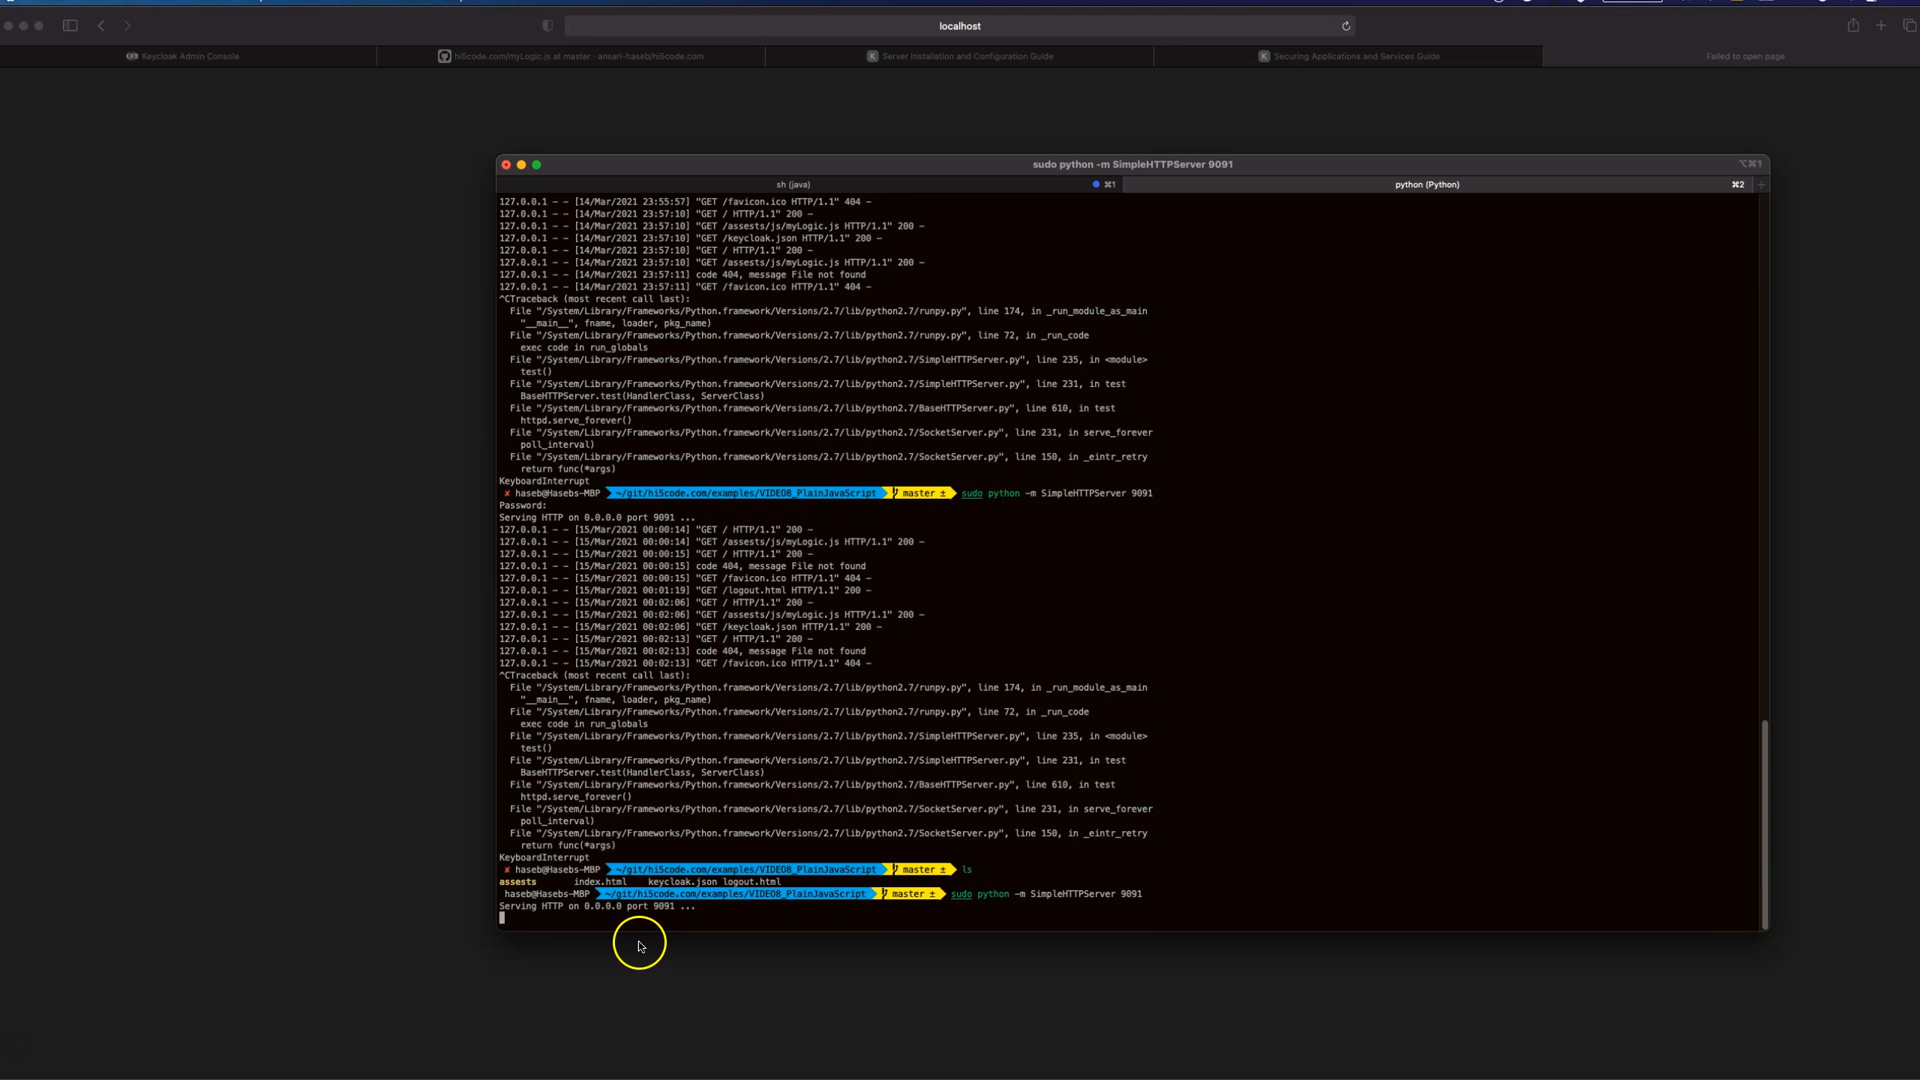 localhost
Keycloak Admin Console
hi5code.com/myLogic.js at master · ansari-haseb/hi5code.com
Server Installation and Configuration Guide
Securing Applications and Services Guide
Failed to open page
sudo python -m SimpleHTTPServer 9091
⌥⌘1
sh (java)
⌘1
python (Python)
⌘2
127.0.0.1 - - [14/Mar/2021 23:55:57] "GET /favicon.ico HTTP/1.1" 404 -
127.0.0.1 - - [14/Mar/2021 23:57:10] "GET / HTTP/1.1" 200 -
127.0.0.1 - - [14/Mar/2021 23:57:10] "GET /assests/js/myLogic.js HTTP/1.1" 200 -
127.0.0.1 - - [14/Mar/2021 23:57:10] "GET /keycloak.json HTTP/1.1" 200 -
127.0.0.1 - - [14/Mar/2021 23:57:10] "GET / HTTP/1.1" 200 -
127.0.0.1 - - [14/Mar/2021 23:57:10] "GET /assests/js/myLogic.js HTTP/1.1" 200 -
127.0.0.1 - - [14/Mar/2021 23:57:11] code 404, message File not found
127.0.0.1 - - [14/Mar/2021 23:57:11] "GET /favicon.ico HTTP/1.1" 404 -
^CTraceback (most recent call last):
File "/System/Library/Frameworks/Python.framework/Versions/2.7/lib/python2.7/runpy.py", line 174, in _run_module_as_main
"__main__", fname, loader, pkg_name)
File "/System/Library/Frameworks/Python.framework/Versions/2.7/lib/python2.7/runpy.py", line 72, in _run_code
exec code in run_globals
File "/System/Library/Frameworks/Python.framework/Versions/2.7/lib/python2.7/SimpleHTTPServer.py", line 235, in <module>
test()
File "/System/Library/Frameworks/Python.framework/Versions/2.7/lib/python2.7/SimpleHTTPServer.py", line 231, in test
BaseHTTPServer.test(HandlerClass, ServerClass)
File "/System/Library/Frameworks/Python.framework/Versions/2.7/lib/python2.7/BaseHTTPServer.py", line 610, in test
httpd.serve_forever()
File "/System/Library/Frameworks/Python.framework/Versions/2.7/lib/python2.7/SocketServer.py", line 231, in serve_forever
poll_interval)
File "/System/Library/Frameworks/Python.framework/Versions/2.7/lib/python2.7/SocketServer.py", line 150, in _eintr_retry
return func(*args)
KeyboardInterrupt
✘ haseb@Hasebs-MBP ~/git/hi5code.com/examples/VIDEO8_PlainJavaScript master ± sudo python -m SimpleHTTPServer 9091
Password:
Serving HTTP on 0.0.0.0 port 9091 ...
127.0.0.1 - - [15/Mar/2021 00:00:14] "GET / HTTP/1.1" 200 -
127.0.0.1 - - [15/Mar/2021 00:00:14] "GET /assests/js/myLogic.js HTTP/1.1" 200 -
127.0.0.1 - - [15/Mar/2021 00:00:15] "GET / HTTP/1.1" 200 -
127.0.0.1 - - [15/Mar/2021 00:00:15] code 404, message File not found
127.0.0.1 - - [15/Mar/2021 00:00:15] "GET /favicon.ico HTTP/1.1" 404 -
127.0.0.1 - - [15/Mar/2021 00:01:19] "GET /logout.html HTTP/1.1" 200 -
127.0.0.1 - - [15/Mar/2021 00:02:06] "GET / HTTP/1.1" 200 -
127.0.0.1 - - [15/Mar/2021 00:02:06] "GET /assests/js/myLogic.js HTTP/1.1" 200 -
127.0.0.1 - - [15/Mar/2021 00:02:06] "GET /keycloak.json HTTP/1.1" 200 -
127.0.0.1 - - [15/Mar/2021 00:02:13] "GET / HTTP/1.1" 200 -
127.0.0.1 - - [15/Mar/2021 00:02:13] code 404, message File not found
127.0.0.1 - - [15/Mar/2021 00:02:13] "GET /favicon.ico HTTP/1.1" 404 -
^CTraceback (most recent call last):
File "/System/Library/Frameworks/Python.framework/Versions/2.7/lib/python2.7/runpy.py", line 174, in _run_module_as_main
"__main__", fname, loader, pkg_name)
File "/System/Library/Frameworks/Python.framework/Versions/2.7/lib/python2.7/runpy.py", line 72, in _run_code
exec code in run_globals
File "/System/Library/Frameworks/Python.framework/Versions/2.7/lib/python2.7/SimpleHTTPServer.py", line 235, in <module>
test()
File "/System/Library/Frameworks/Python.framework/Versions/2.7/lib/python2.7/SimpleHTTPServer.py", line 231, in test
BaseHTTPServer.test(HandlerClass, ServerClass)
File "/System/Library/Frameworks/Python.framework/Versions/2.7/lib/python2.7/BaseHTTPServer.py", line 610, in test
httpd.serve_forever()
File "/System/Library/Frameworks/Python.framework/Versions/2.7/lib/python2.7/SocketServer.py", line 231, in serve_forever
poll_interval)
File "/System/Library/Frameworks/Python.framework/Versions/2.7/lib/python2.7/SocketServer.py", line 150, in _eintr_retry
return func(*args)
KeyboardInterrupt
✘ haseb@Hasebs-MBP ~/git/hi5code.com/examples/VIDEO8_PlainJavaScript master ± ls
assests index.html keycloak.json logout.html
haseb@Hasebs-MBP ~/git/hi5code.com/examples/VIDEO8_PlainJavaScript master ± sudo python -m SimpleHTTPServer 9091
Serving HTTP on 0.0.0.0 port 9091 ...